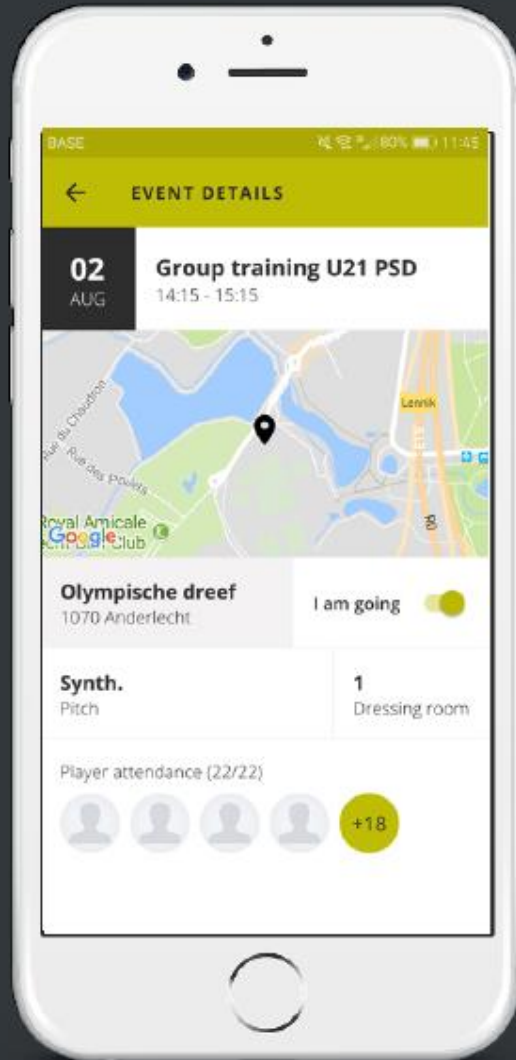 BASE 80% 11:45
EVENT DETAILS
02
AUG
Group training U21 PSD
14:15 - 15:15
Rue du Chaudron
Rue des Poulets
Lennik
Royal Amicale
Club
Google
Olympische dreef
1070 Anderlecht
I am going
Synth.
Pitch
1
Dressing room
Player attendance (22/22)
+18